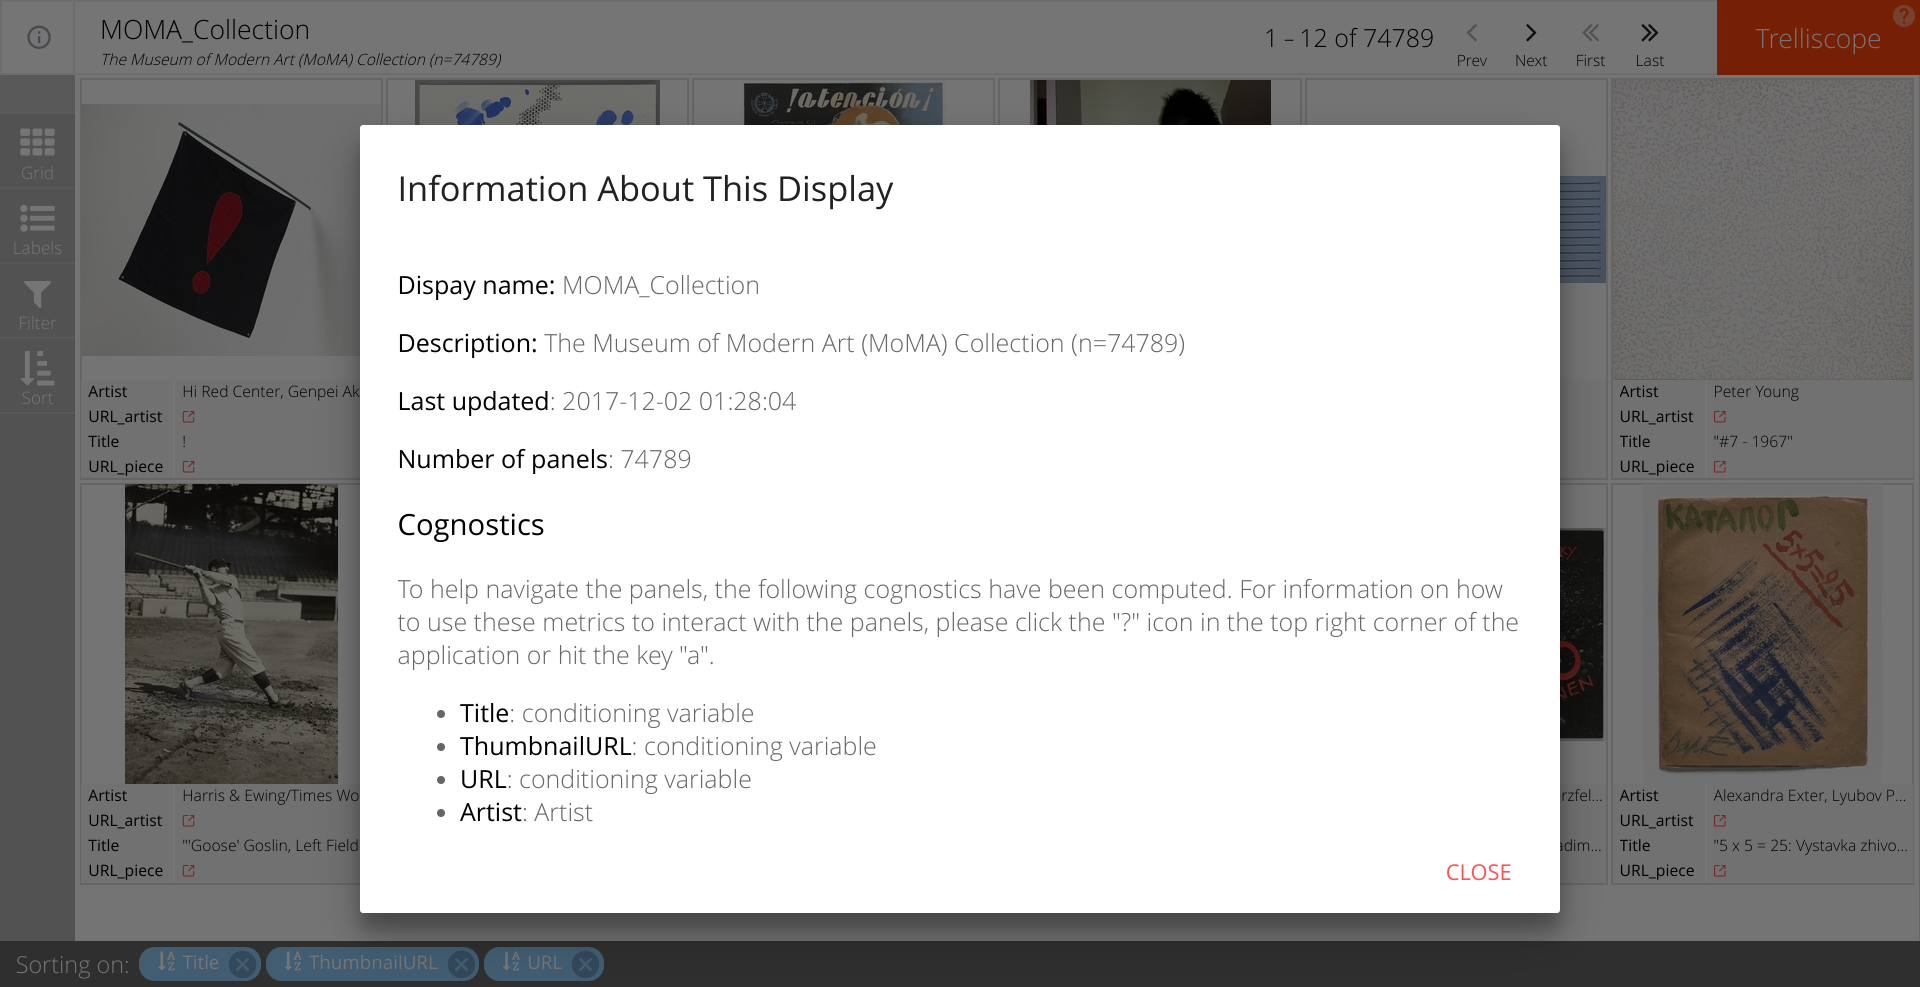 MOMA_Collection
The Museum of Modern Art (MoMA) Collection (n=74789)
1 – 12 of 74789
Prev
Next
First
Last
Trelliscope
?
Grid
Labels
Filter
Sort
¡atención!
Artist Hi Red Center, Genpei Ak
URL_artist
Title !
URL_piece
Artist Peter Young
URL_artist
Title "#7 - 1967"
URL_piece
Information About This Display
Dispay name: MOMA_Collection
Description: The Museum of Modern Art (MoMA) Collection (n=74789)
Last updated: 2017-12-02 01:28:04
Number of panels: 74789
Cognostics
To help navigate the panels, the following cognostics have been computed. For information on how
to use these metrics to interact with the panels, please click the "?" icon in the top right corner of the
application or hit the key "a".
Title: conditioning variable
ThumbnailURL: conditioning variable
URL: conditioning variable
Artist: Artist
CLOSE
КАТАЛОГ
5x5=25
Artist Harris & Ewing/Times Wo
URL_artist
Title "'Goose' Goslin, Left Field
URL_piece
rzfel...
adim...
Artist Alexandra Exter, Lyubov P...
URL_artist
Title "5 x 5 = 25: Vystavka zhivo...
URL_piece
Sorting on: Title ThumbnailURL URL